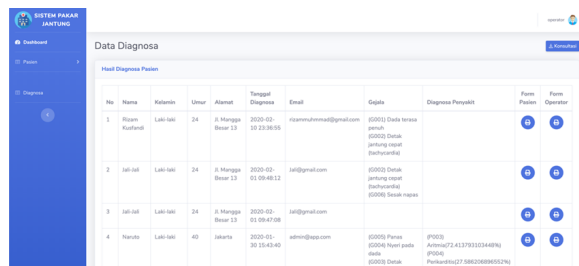 SISTEM PAKAR
JANTUNG
operator
Dashboard
Pasien
Diagnosa
Data Diagnosa
Konsultasi
Hasil Diagnosa Pasien
No Nama Kelamin Umur Alamat Tanggal Diagnosa Email Gejala Diagnosa Penyakit Form Pasien Form Operator
1 Rizam Kusfandi Laki-laki 24 Jl. Mangga Besar 13 2020-02-10 23:36:55 rizammuhmmad@gmail.com (G001) Dada terasa penuh
(G002) Detak jantung cepat (tachycardia)
2 Jali-Jali Laki-laki 24 Jl. Mangga Besar 13 2020-02-01 09:48:12 Jali@gmail.com (G002) Detak jantung cepat (tachycardia)
(G006) Sesak napas
3 Jali-Jali Laki-laki 24 Jl. Mangga Besar 13 2020-02-01 09:47:08 Jali@gmail.com
4 Naruto Laki-laki 40 Jakarta 2020-01-30 15:43:40 admin@app.com (G005) Panas
(G004) Nyeri pada dada
(G003) Detak
(P003) Aritmia(72.413793103448%)
(P004) Perikarditis(27.586206896552%)